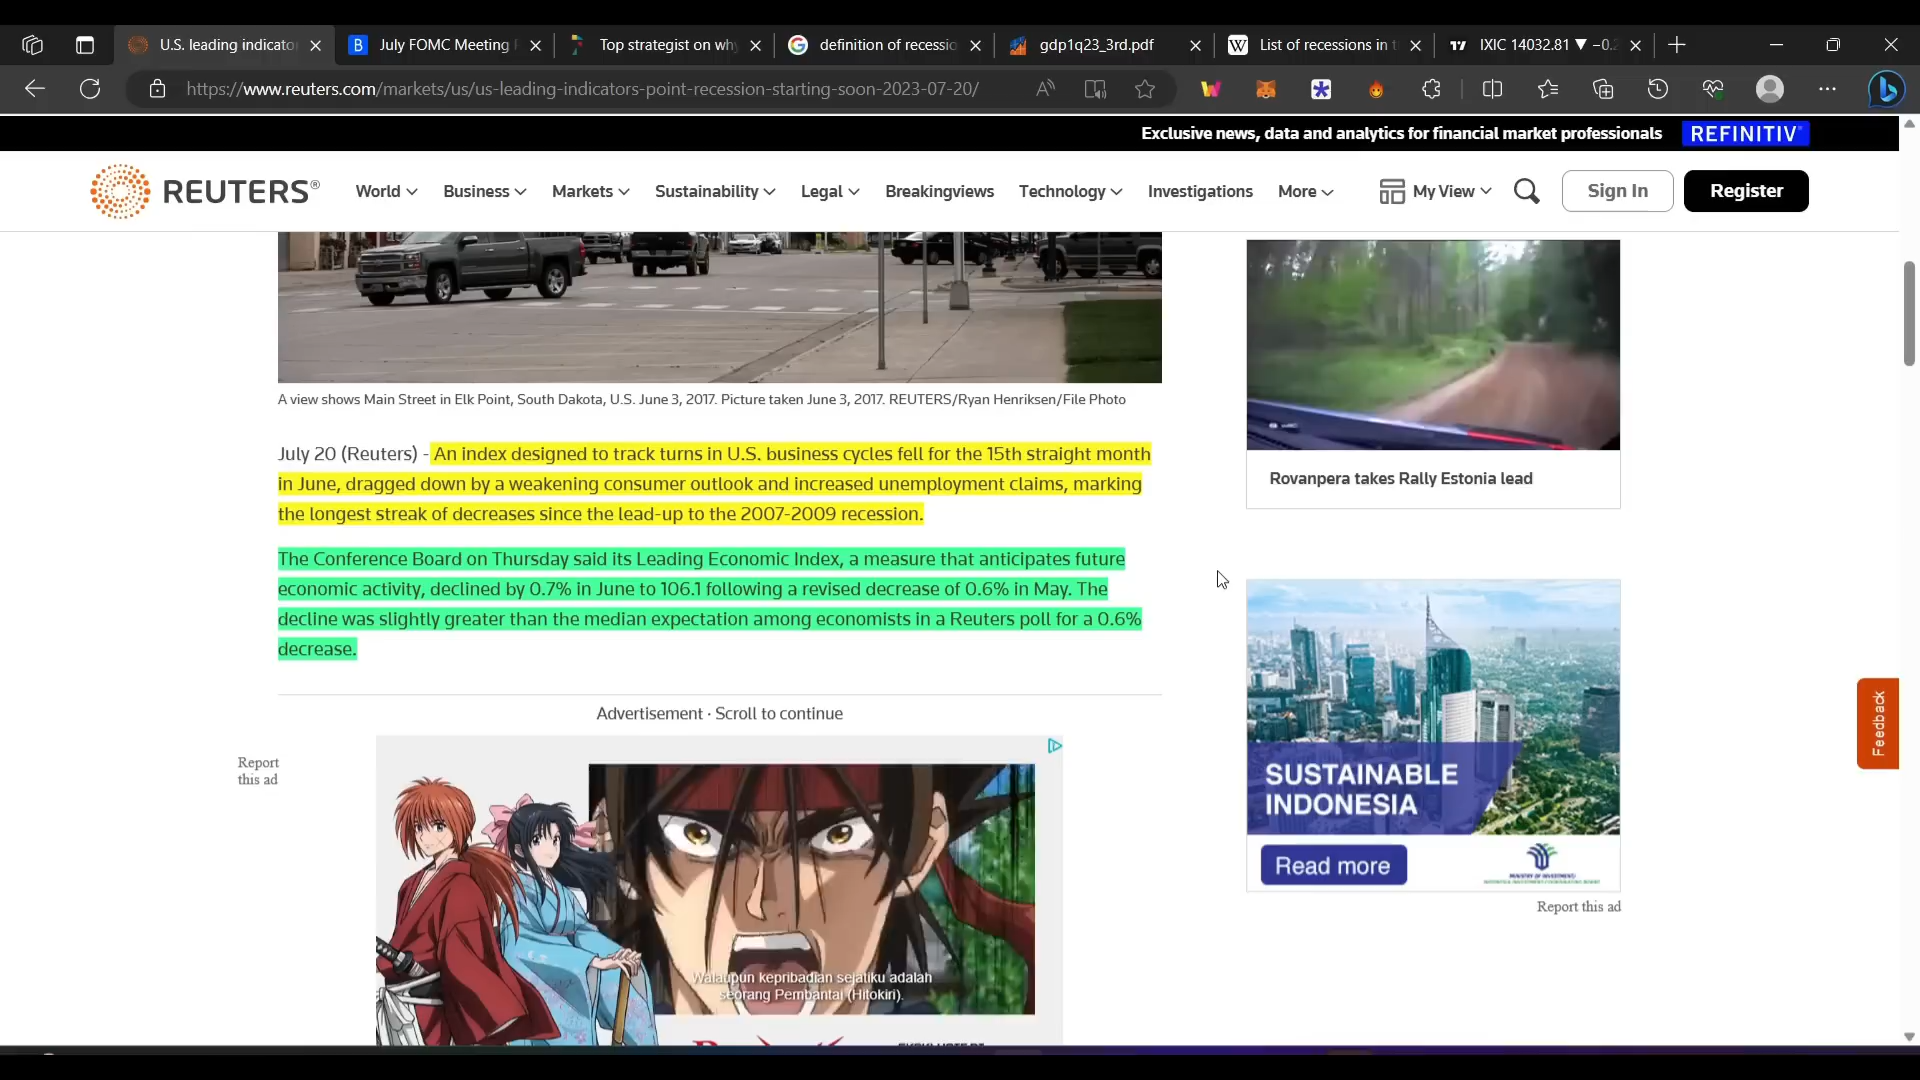 U.S. leading indicato
July FOMC Meeting
Top strategist on wh
definition of recessio
gdp1q23_3rd.pdf
List of recessions in t
IXIC 14032.81 ▼ −0.2
https://www.reuters.com/markets/us/us-leading-indicators-point-recession-starting-soon-2023-07-20/
Exclusive news, data and analytics for financial market professionals
REFINITIV
REUTERS®
World
Business
Markets
Sustainability
Legal
Breakingviews
Technology
Investigations
More
My View
Sign In
Register
A view shows Main Street in Elk Point, South Dakota, U.S. June 3, 2017. Picture taken June 3, 2017. REUTERS/Ryan Henriksen/File Photo
July 20 (Reuters) - An index designed to track turns in U.S. business cycles fell for the 15th straight month
in June, dragged down by a weakening consumer outlook and increased unemployment claims, marking
the longest streak of decreases since the lead-up to the 2007-2009 recession.
The Conference Board on Thursday said its Leading Economic Index, a measure that anticipates future
economic activity, declined by 0.7% in June to 106.1 following a revised decrease of 0.6% in May. The
decline was slightly greater than the median expectation among economists in a Reuters poll for a 0.6%
decrease.
Advertisement · Scroll to continue
Report
this ad
Walaupun kepribadian sejatiku adalah
seorang Pembantai (Hitokiri).
Rovanpera takes Rally Estonia lead
SUSTAINABLE
INDONESIA
Read more
MINISTRY OF INVESTMENT/
Report this ad
Feedback